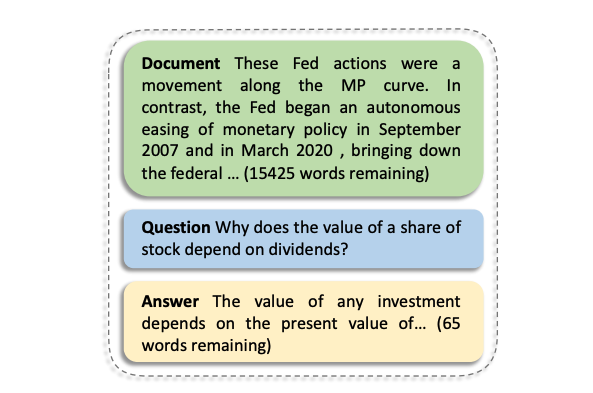 Document These Fed actions were a
movement along the MP curve. In
contrast, the Fed began an autonomous
easing of monetary policy in September
2007 and in March 2020 , bringing down
the federal ... (15425 words remaining)
Question Why does the value of a share of
stock depend on dividends?
Answer The value of any investment
depends on the present value of... (65
words remaining)